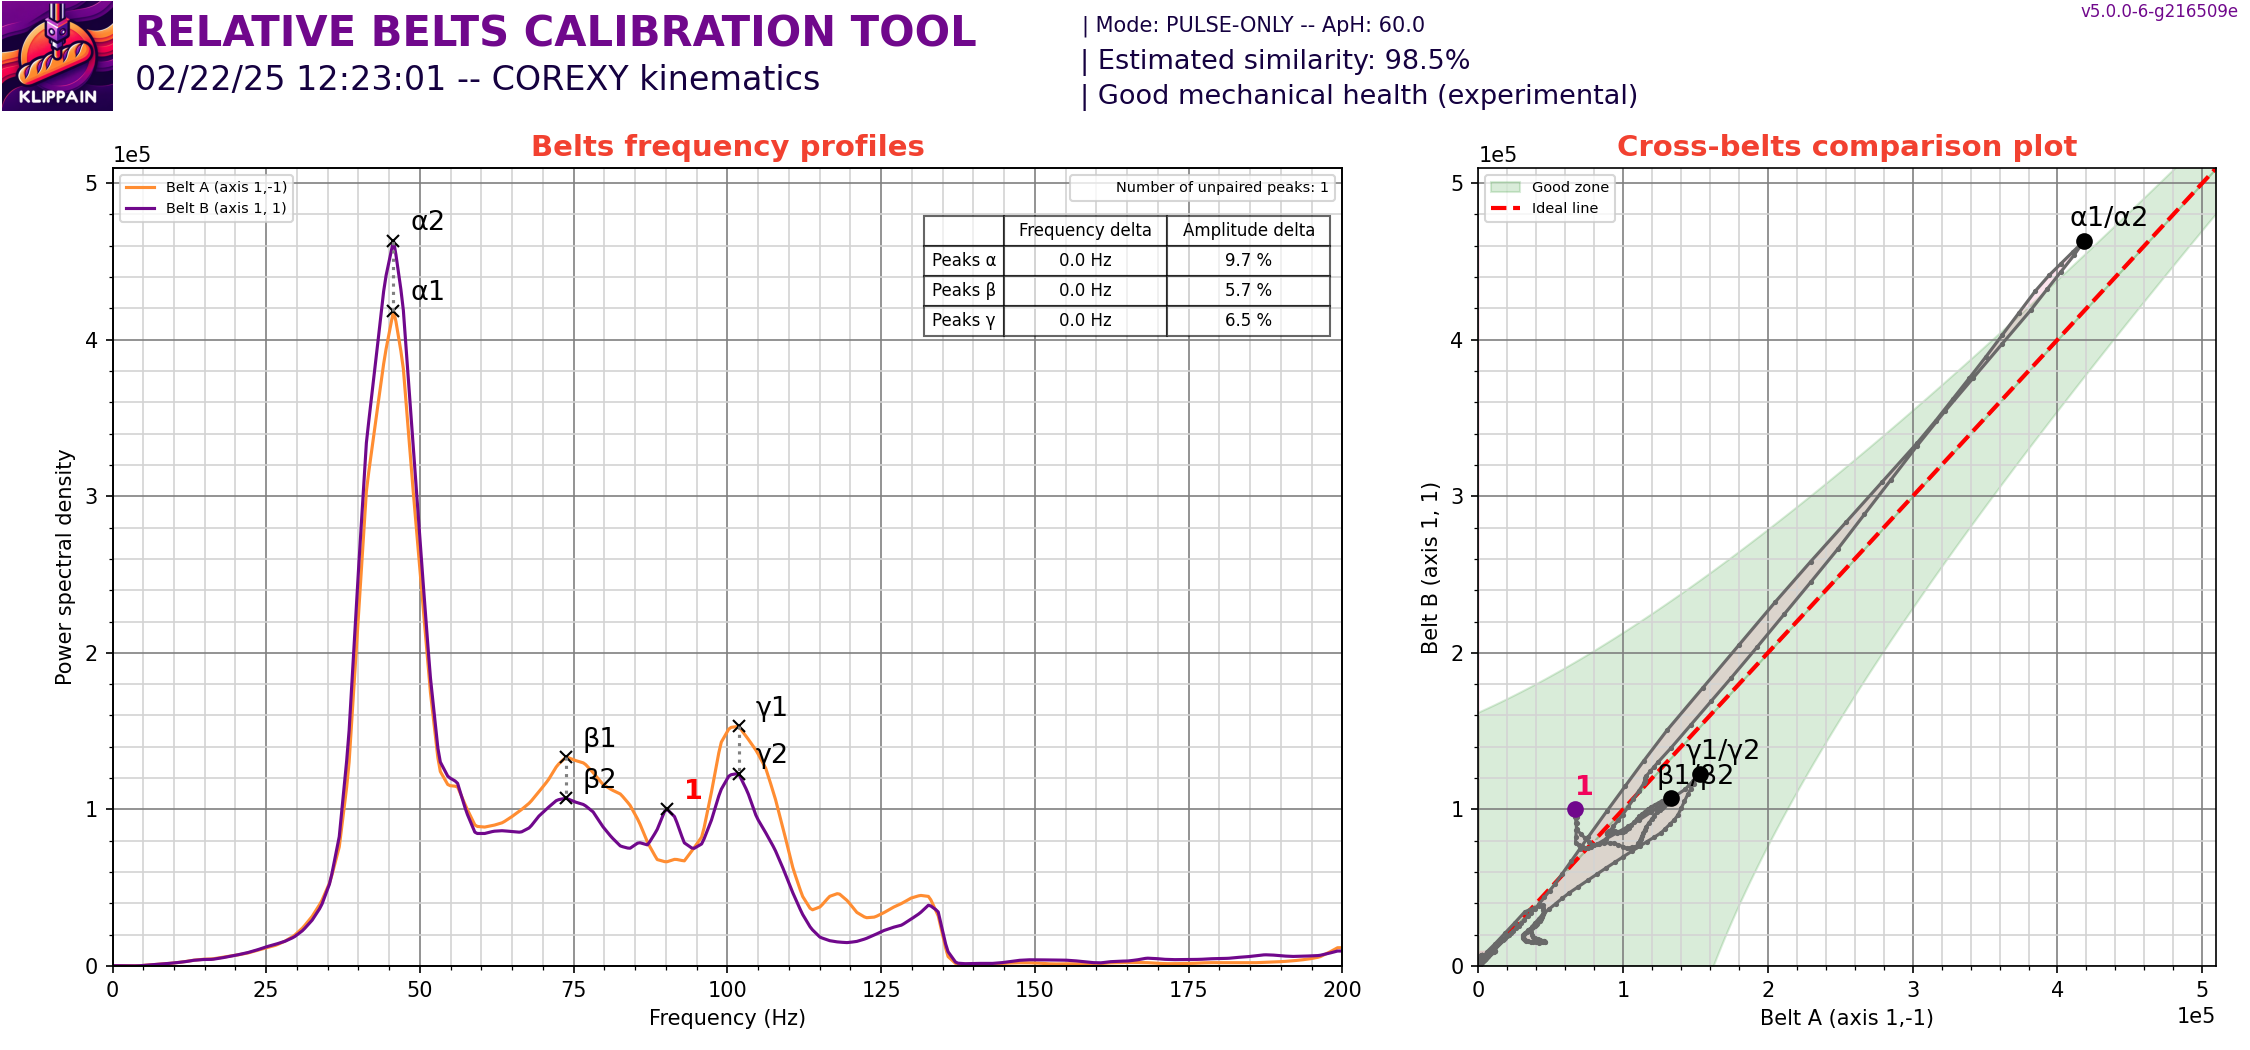 KLIPPAIN
RELATIVE BELTS CALIBRATION TOOL
02/22/25 12:23:01 -- COREXY kinematics
| Mode: PULSE-ONLY -- ApH: 60.0
| Estimated similarity: 98.5%
| Good mechanical health (experimental)
v5.0.0-6-g216509e
Belts frequency profiles
1e5
Belt A (axis 1,-1)
Belt B (axis 1, 1)
Number of unpaired peaks: 1
Frequency delta Amplitude delta
Peaks α 0.0 Hz 9.7 %
Peaks β 0.0 Hz 5.7 %
Peaks γ 0.0 Hz 6.5 %
α2
α1
β1
β2
1
γ1
γ2
5
4
3
2
1
0
Power spectral density
0 25 50 75 100 125 150 175 200
Frequency (Hz)
Cross-belts comparison plot
1e5
Good zone
Ideal line
α1/α2
γ1/γ2
β1/β2
1
5
4
3
2
1
0
Belt B (axis 1, 1)
0 1 2 3 4 5
Belt A (axis 1,-1)
1e5